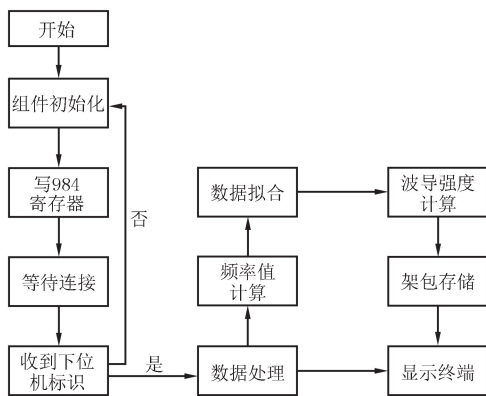 开始
组件初始化
写984
寄存器
等待连接
收到下位
机标识
否
是
数据处理
频率值
计算
数据拟合
波导强度
计算
架包存储
显示终端